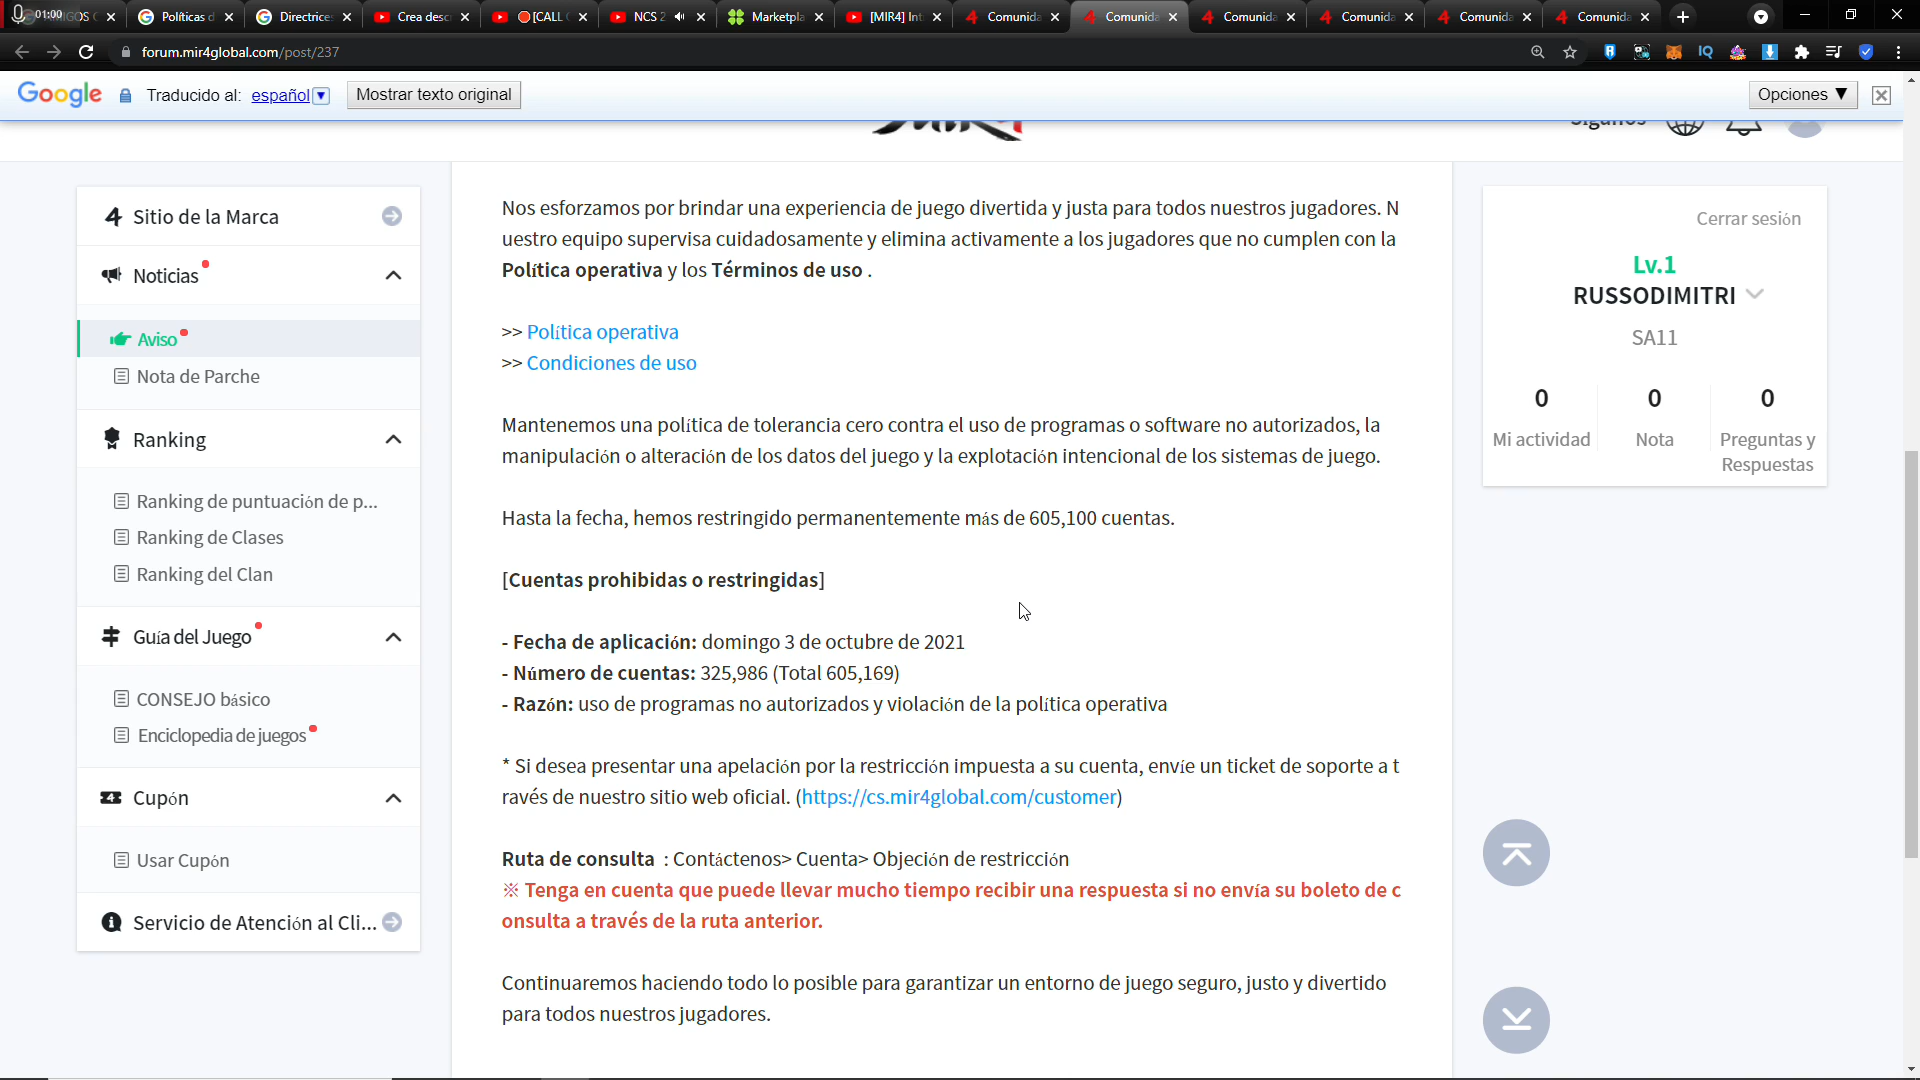 01:00
IGOS
Políticas d
Directrices
Crea desc
[CALL
NCS 2
Marketpla
[MIR4] Int
Comunida
Comunida
Comunida
Comunida
Comunida
Comunida
forum.mir4global.com/post/237
Google
Traducido al: español
Mostrar texto original
Opciones ▼
Síganos
Sitio de la Marca
Noticias
Aviso
Nota de Parche
Ranking
Ranking de puntuación de p...
Ranking de Clases
Ranking del Clan
Guía del Juego
CONSEJO básico
Enciclopedia de juegos
Cupón
Usar Cupón
Servicio de Atención al Cli...
Nos esforzamos por brindar una experiencia de juego divertida y justa para todos nuestros jugadores. N
uestro equipo supervisa cuidadosamente y elimina activamente a los jugadores que no cumplen con la
Política operativa y los Términos de uso .
>> Política operativa
>> Condiciones de uso
Mantenemos una política de tolerancia cero contra el uso de programas o software no autorizados, la
manipulación o alteración de los datos del juego y la explotación intencional de los sistemas de juego.
Hasta la fecha, hemos restringido permanentemente más de 605,100 cuentas.
[Cuentas prohibidas o restringidas]
- Fecha de aplicación: domingo 3 de octubre de 2021
- Número de cuentas: 325,986 (Total 605,169)
- Razón: uso de programas no autorizados y violación de la política operativa
* Si desea presentar una apelación por la restricción impuesta a su cuenta, envíe un ticket de soporte a t
ravés de nuestro sitio web oficial. (https://cs.mir4global.com/customer)
Ruta de consulta : Contáctenos> Cuenta> Objeción de restricción
※ Tenga en cuenta que puede llevar mucho tiempo recibir una respuesta si no envía su boleto de c
onsulta a través de la ruta anterior.
Continuaremos haciendo todo lo posible para garantizar un entorno de juego seguro, justo y divertido
para todos nuestros jugadores.
Cerrar sesión
Lv.1
RUSSODIMITRI
SA11
0
Mi actividad
0
Nota
0
Preguntas y
Respuestas